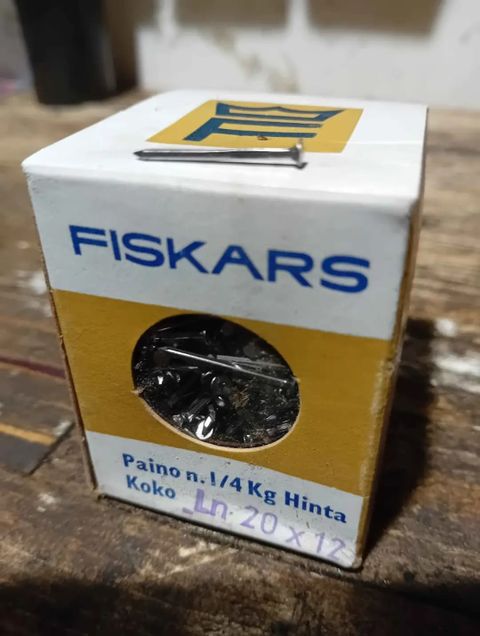 FISKARS
Paino n. 1/4 Kg Hinta
Koko Ln 20 x 12